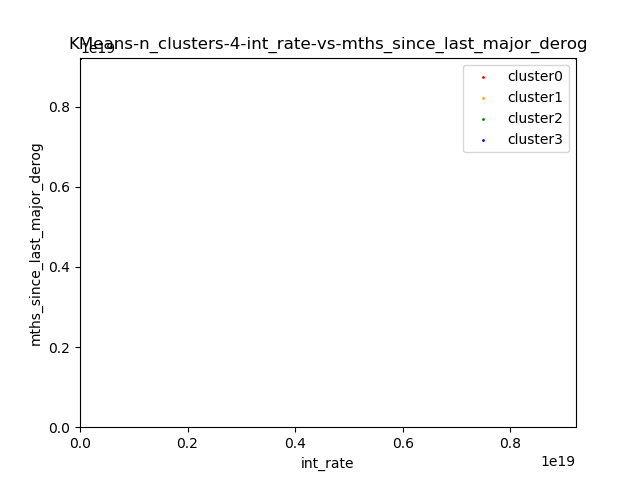 KMeans-n_clusters-4-int_rate-vs-mths_since_last_major_derog
1e19
cluster0
cluster1
cluster2
cluster3
0.8
0.6
0.4
0.2
0.0
mths_since_last_major_derog
0.0 0.2 0.4 0.6 0.8
1e19
int_rate